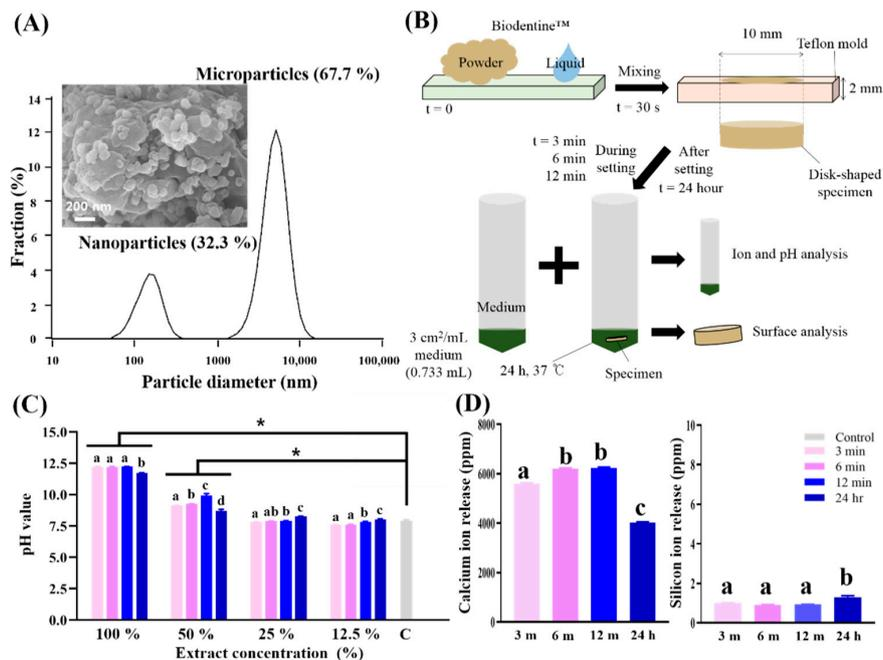 (A)
Microparticles (67.7 %)
14
12
10
8
6
4
2
0
Fraction (%)
200 nm
Nanoparticles (32.3 %)
10
100
1000
10,000
100,000
Particle diameter (nm)
(B)
Biodentine™
Powder
Liquid
t = 0
Mixing
t = 30 s
10 mm
Teflon mold
2 mm
Disk-shaped
specimen
t = 3 min
6 min
12 min
During
setting
After
setting
t = 24 hour
Medium
3 cm²/mL
medium
(0.733 mL)
24 h, 37 ℃
Specimen
Ion and pH analysis
Surface analysis
(C)
pH value
15.0
12.5
10.0
7.5
5.0
2.5
0.0
*
*
a a a b
a b c d
a ab b c
a a b c
100 % 50 % 25 % 12.5 % C
Extract concentration (%)
(D)
Calcium ion release (ppm)
8000
6000
4000
2000
0
a b b c
3 m 6 m 12 m 24 h
Silicon ion release (ppm)
10
8
6
4
2
0
a a a b
3 m 6 m 12 m 24 h
Control
3 min
6 min
12 min
24 hr